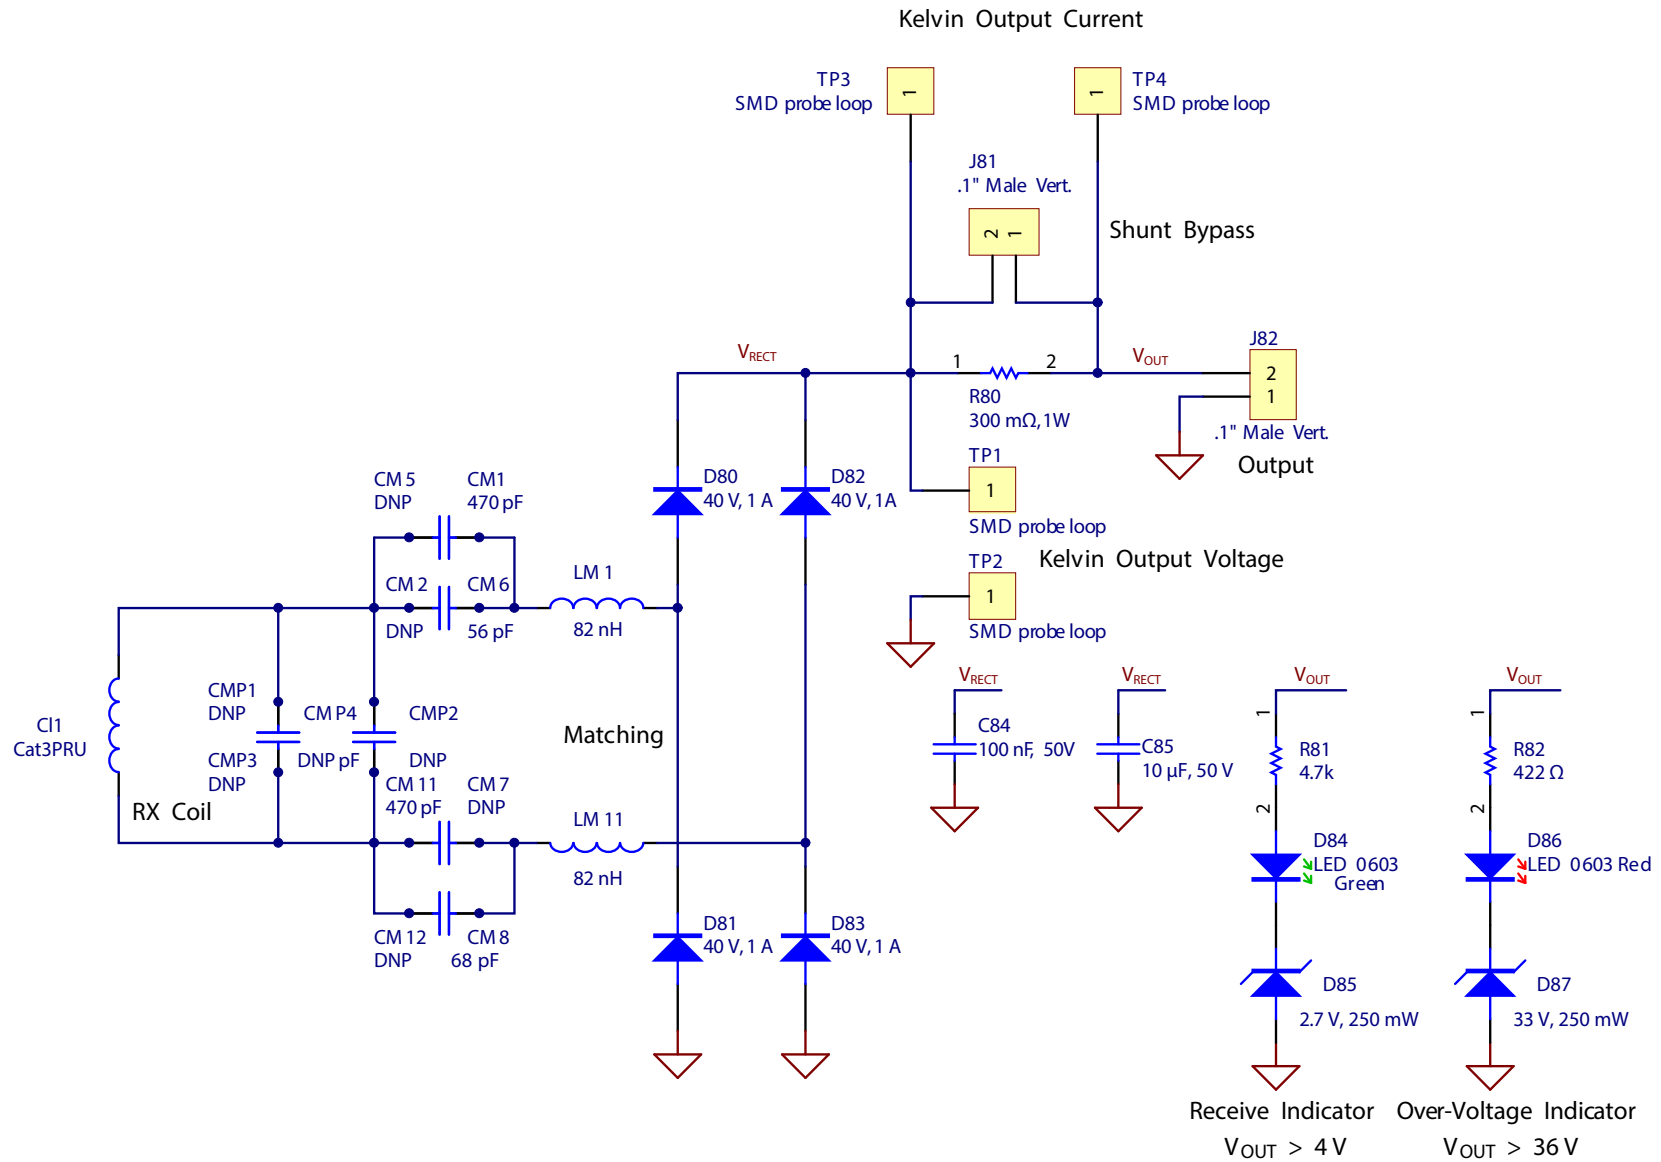 Kelvin Output Current
TP3
SMD probe loop
1
1
TP4
SMD probe loop
J81
.1" Male Vert.
2 1
Shunt Bypass
VRECT
1
2
R80
300 mΩ, 1W
VOUT
J82
2
1
.1" Male Vert.
Output
TP1
1
SMD probe loop
Kelvin Output Voltage
TP2
1
SMD probe loop
D80
40 V, 1 A
D82
40 V, 1A
CM5
DNP
CM1
470 pF
CM2
DNP
CM6
56 pF
LM1
82 nH
Cl1
Cat3PRU
RX Coil
CMP1
DNP
CMP3
DNP
CMP4
DNP pF
CMP2
DNP
Matching
CM11
470 pF
CM7
DNP
LM11
82 nH
CM12
DNP
CM8
68 pF
D81
40 V, 1 A
D83
40 V, 1 A
VRECT
C84
100 nF, 50V
VRECT
C85
10 µF, 50 V
VOUT
1
R81
4.7k
2
D84
LED 0603
Green
D85
2.7 V, 250 mW
Receive Indicator
VOUT > 4 V
VOUT
1
R82
422 Ω
2
D86
LED 0603 Red
D87
33 V, 250 mW
Over-Voltage Indicator
VOUT > 36 V